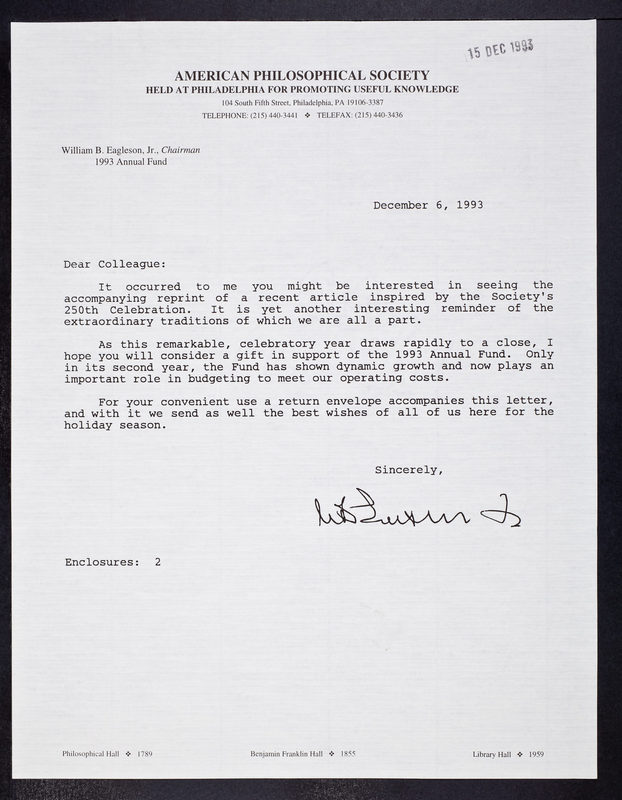 15 DEC 1993
AMERICAN PHILOSOPHICAL SOCIETY
HELD AT PHILADELPHIA FOR PROMOTING USEFUL KNOWLEDGE
104 South Fifth Street, Philadelphia, PA 19106-3387
TELEPHONE: (215) 440-3441 ❖ TELEFAX: (215) 440-3436
William B. Eagleson, Jr., Chairman
1993 Annual Fund
December 6, 1993
Dear Colleague:
It occurred to me you might be interested in seeing the
accompanying reprint of a recent article inspired by the Society's
250th Celebration. It is yet another interesting reminder of the
extraordinary traditions of which we are all a part.
As this remarkable, celebratory year draws rapidly to a close, I
hope you will consider a gift in support of the 1993 Annual Fund. Only
in its second year, the Fund has shown dynamic growth and now plays an
important role in budgeting to meet our operating costs.
For your convenient use a return envelope accompanies this letter,
and with it we send as well the best wishes of all of us here for the
holiday season.
Sincerely,
Enclosures: 2
Philosophical Hall ❖ 1789
Benjamin Franklin Hall ❖ 1855
Library Hall ❖ 1959